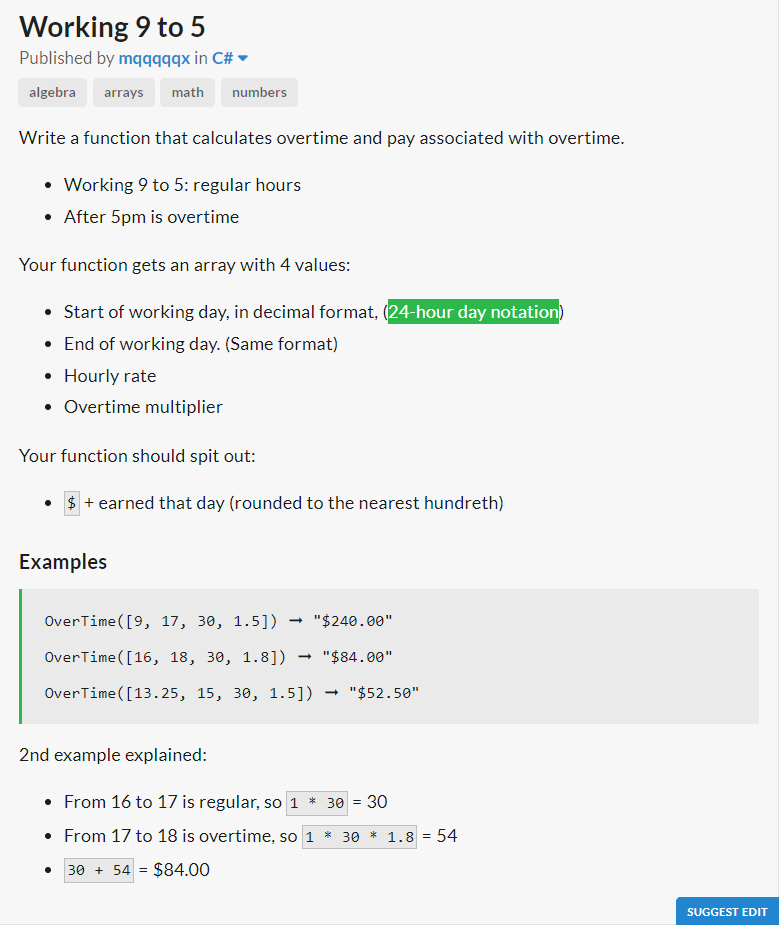 Working 9 to 5
Published by mqqqqqx in C#
algebra arrays math numbers
Write a function that calculates overtime and pay associated with overtime.
• Working 9 to 5: regular hours
• After 5pm is overtime
Your function gets an array with 4 values:
• Start of working day, in decimal format, (24-hour day notation)
• End of working day. (Same format)
• Hourly rate
• Overtime multiplier
Your function should spit out:
• $ + earned that day (rounded to the nearest hundreth)
Examples
OverTime([9, 17, 30, 1.5]) ➞ "$240.00"
OverTime([16, 18, 30, 1.8]) ➞ "$84.00"
OverTime([13.25, 15, 30, 1.5]) ➞ "$52.50"
2nd example explained:
• From 16 to 17 is regular, so 1 * 30 = 30
• From 17 to 18 is overtime, so 1 * 30 * 1.8 = 54
• 30 + 54 = $84.00
SUGGEST EDIT